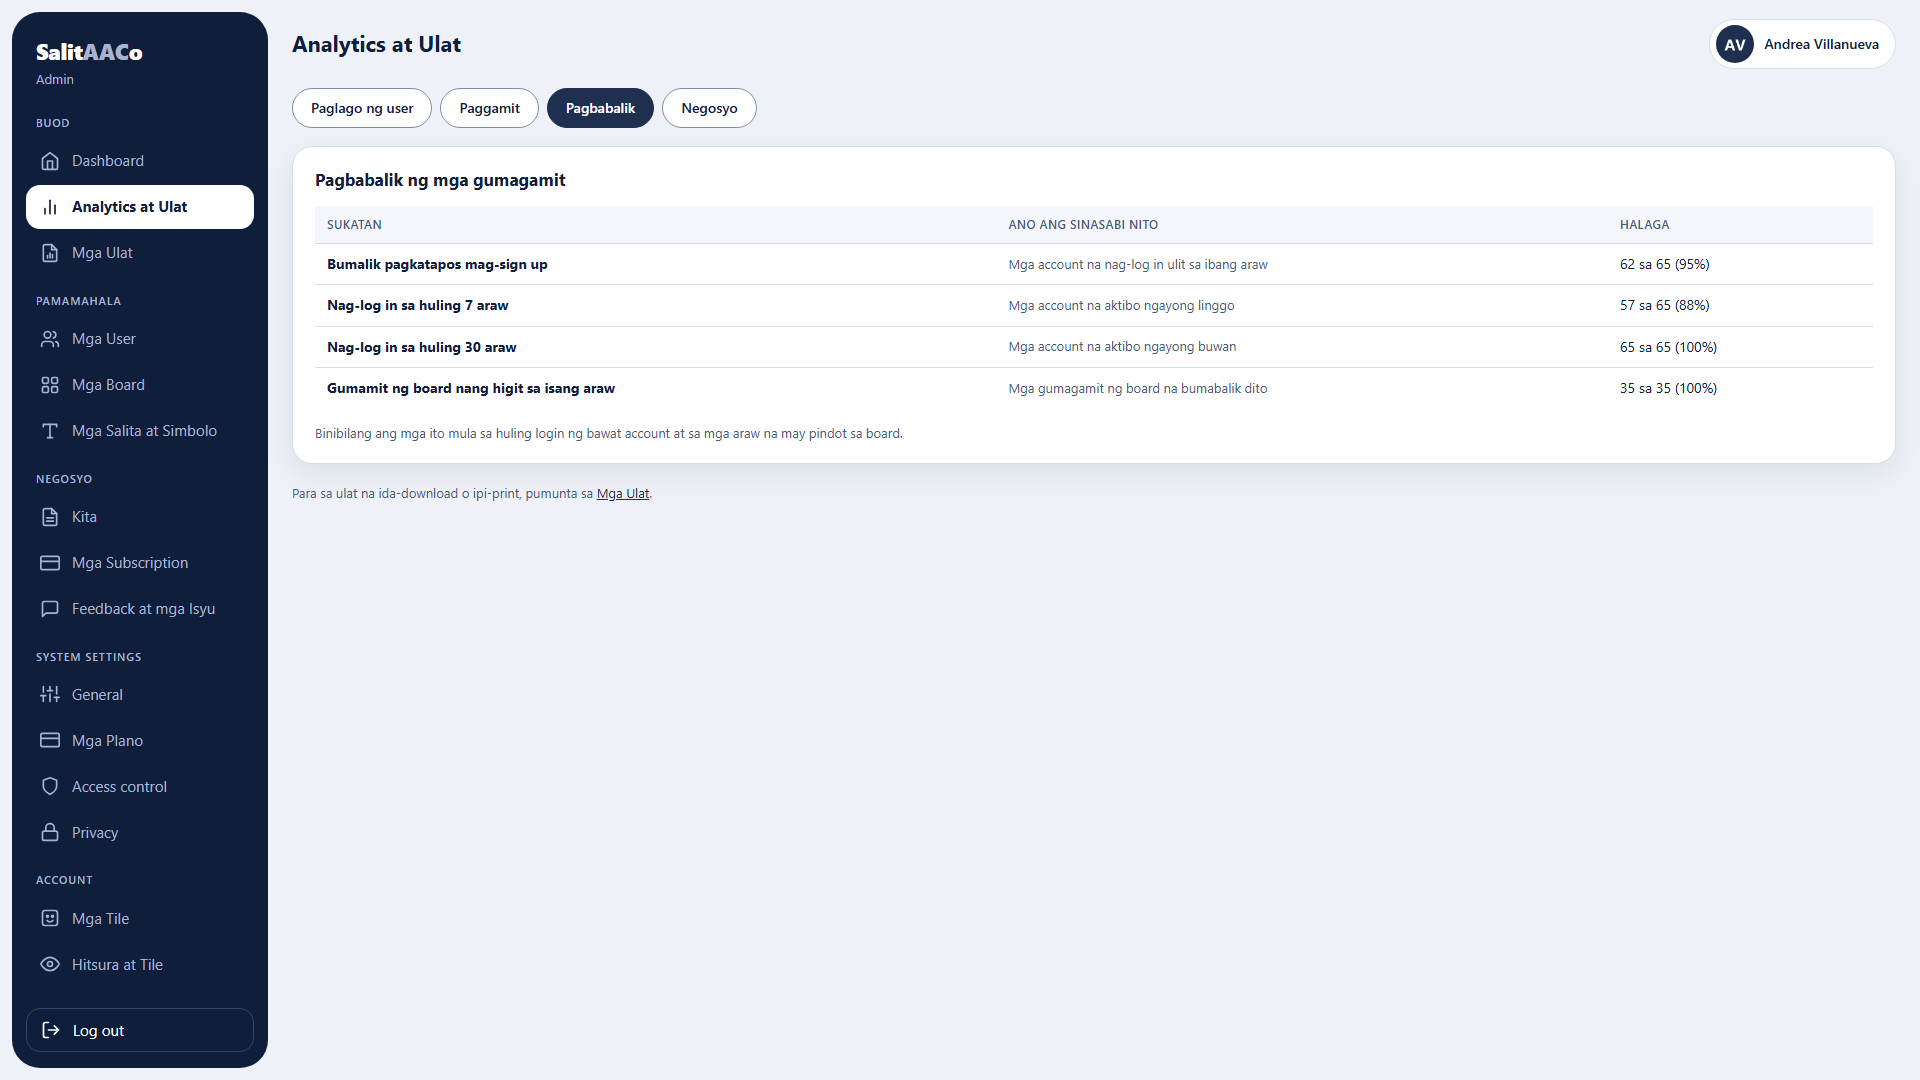 SalitAACo
Admin
BUOD
Dashboard
Analytics at Ulat
Mga Ulat
PAMAMAHALA
Mga User
Mga Board
Mga Salita at Simbolo
NEGOSYO
Kita
Mga Subscription
Feedback at mga Isyu
SYSTEM SETTINGS
General
Mga Plano
Access control
Privacy
ACCOUNT
Mga Tile
Hitsura at Tile
Log out
Analytics at Ulat
AV Andrea Villanueva
Paglago ng user Paggamit Pagbabalik Negosyo
Pagbabalik ng mga gumagamit
SUKATAN ANO ANG SINASABI NITO HALAGA
Bumalik pagkatapos mag-sign up Mga account na nag-log in ulit sa ibang araw 62 sa 65 (95%)
Nag-log in sa huling 7 araw Mga account na aktibo ngayong linggo 57 sa 65 (88%)
Nag-log in sa huling 30 araw Mga account na aktibo ngayong buwan 65 sa 65 (100%)
Gumamit ng board nang higit sa isang araw Mga gumagamit ng board na bumabalik dito 35 sa 35 (100%)
Binibilang ang mga ito mula sa huling login ng bawat account at sa mga araw na may pindot sa board.
Para sa ulat na ida-download o ipi-print, pumunta sa Mga Ulat.